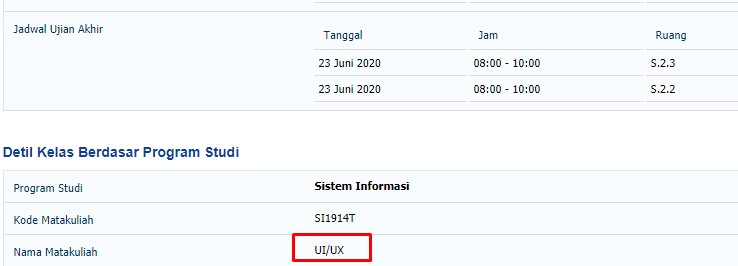 Jadwal Ujian Akhir
Tanggal Jam Ruang
23 Juni 2020 08:00 - 10:00 S.2.3
23 Juni 2020 08:00 - 10:00 S.2.2
Detil Kelas Berdasar Program Studi
Program Studi Sistem Informasi
Kode Matakuliah SI1914T
Nama Matakuliah UI/UX